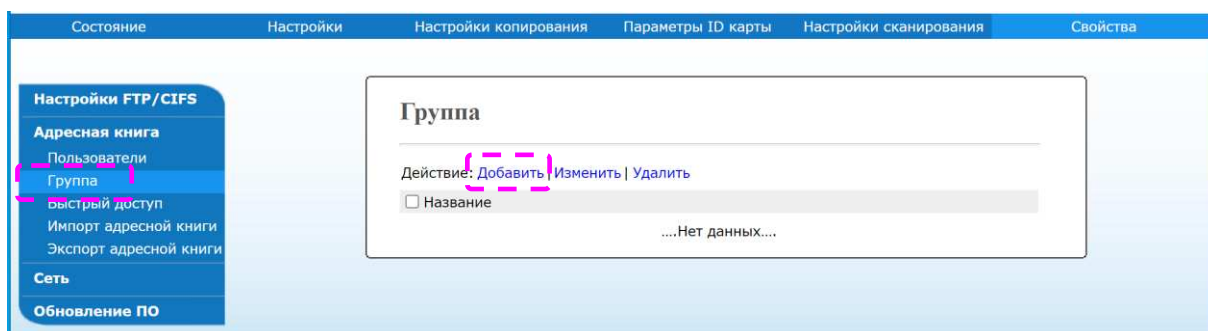 Состояние Настройки Настройки копирования Параметры ID карты Настройки сканирования Свойства
Настройки FTP/CIFS
Адресная книга
Пользователи
Группа
Быстрый доступ
Импорт адресной книги
Экспорт адресной книги
Сеть
Обновление ПО
Группа
Действие: Добавить | Изменить | Удалить
Название
....Нет данных....